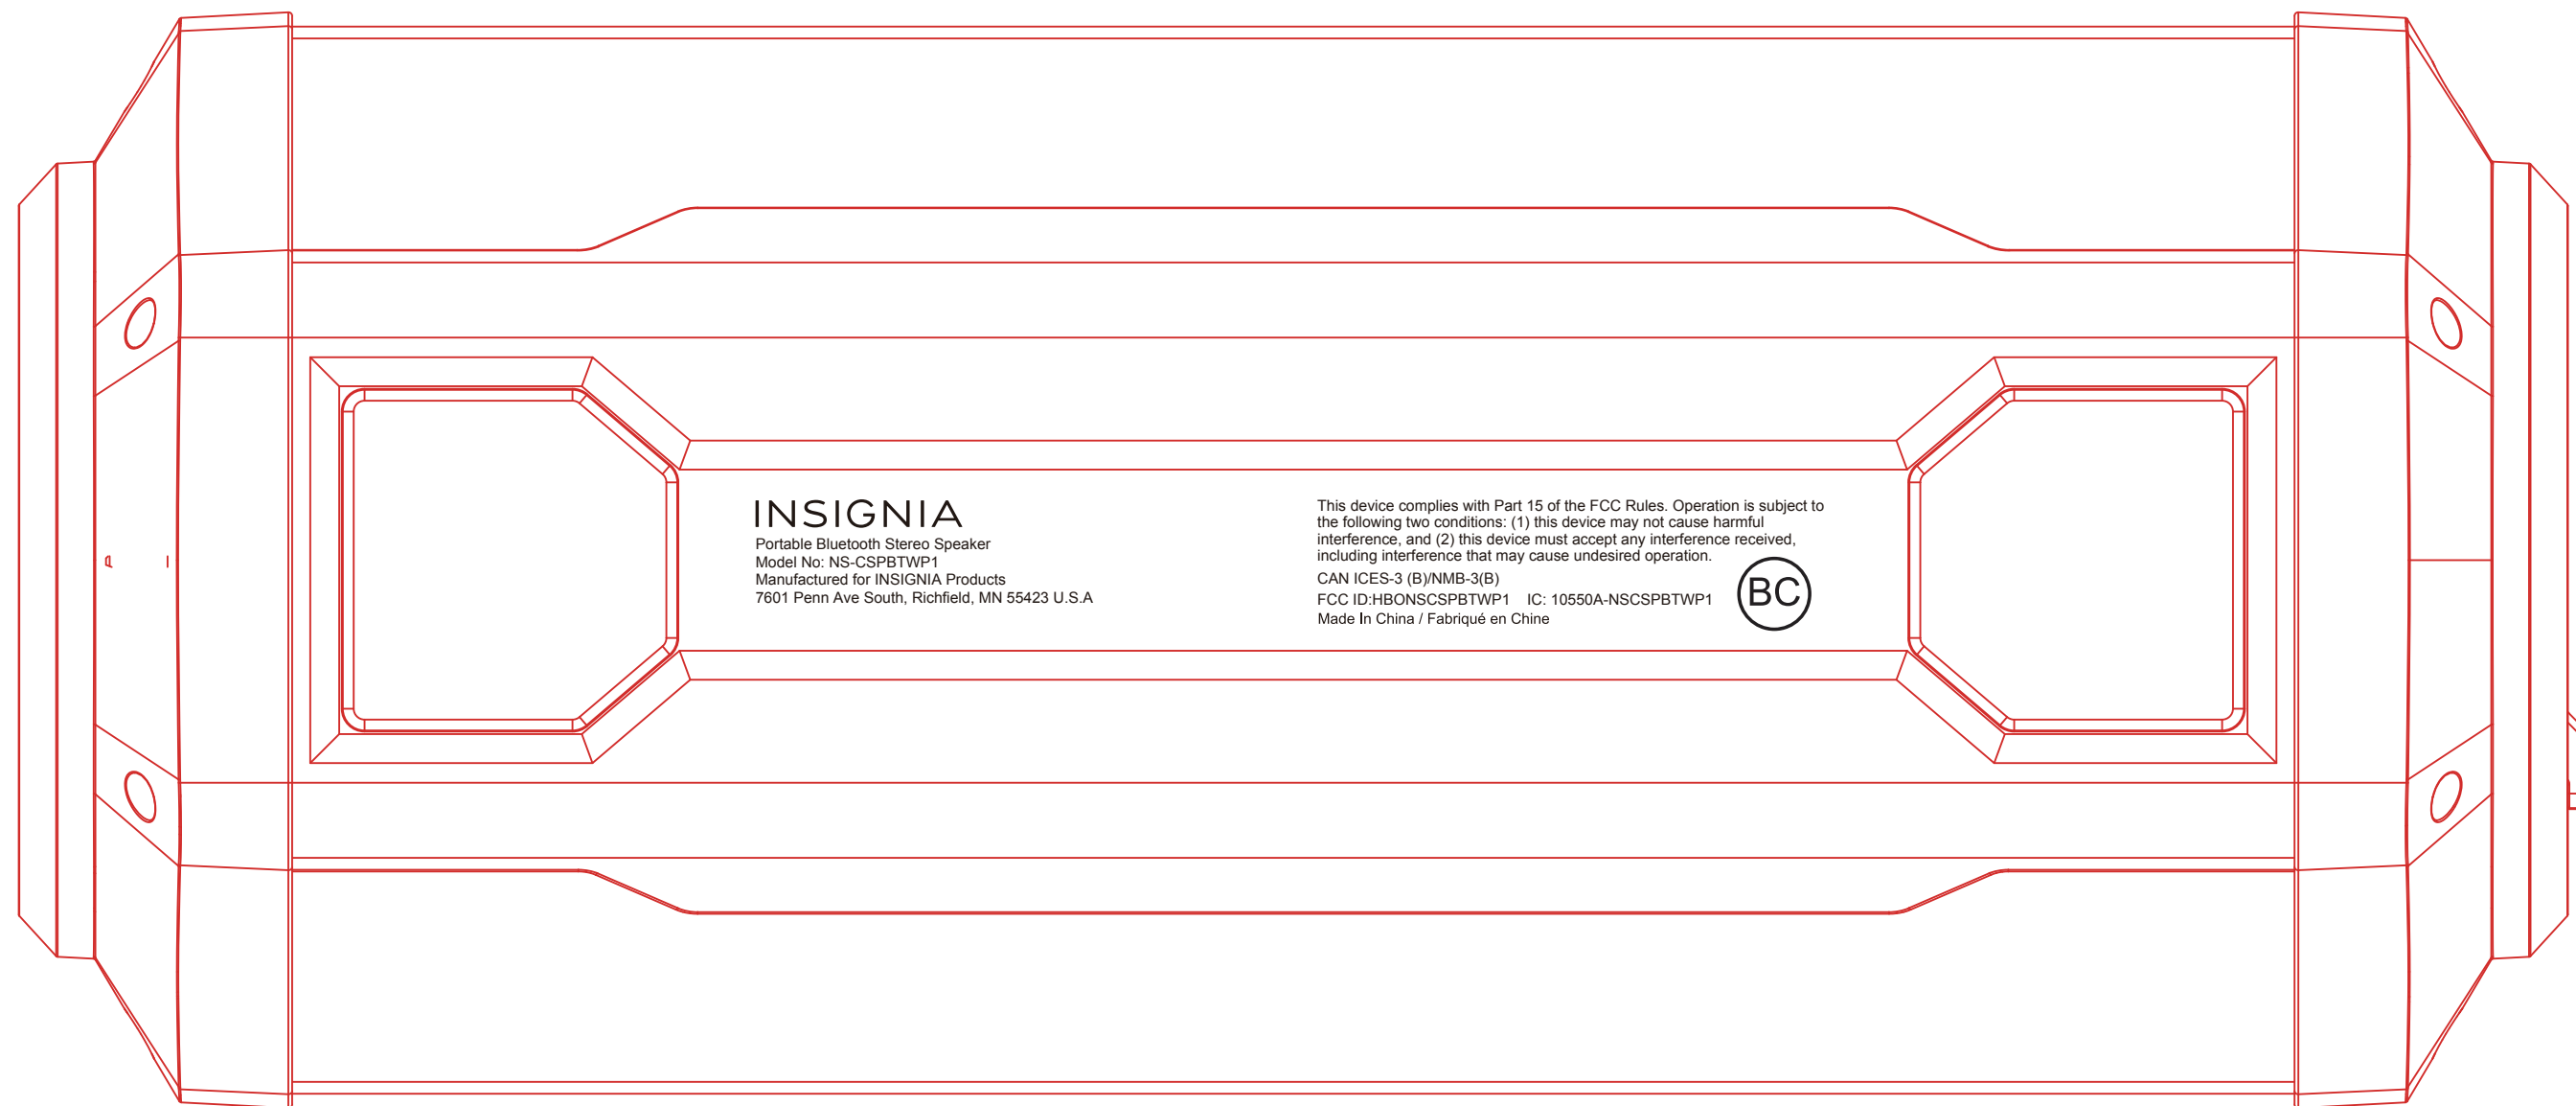 INSIGNIA
Portable Bluetooth Stereo Speaker
Model No: NS-CSPBTWP1
Manufactured for INSIGNIA Products
7601 Penn Ave South, Richfield, MN 55423 U.S.A
This device complies with Part 15 of the FCC Rules. Operation is subject to
the following two conditions: (1) this device may not cause harmful
interference, and (2) this device must accept any interference received,
including interference that may cause undesired operation.
CAN ICES-3 (B)/NMB-3(B)
FCC ID:HBONSCSPBTWP1 IC: 10550A-NSCSPBTWP1
Made In China / Fabriqué en Chine
BC